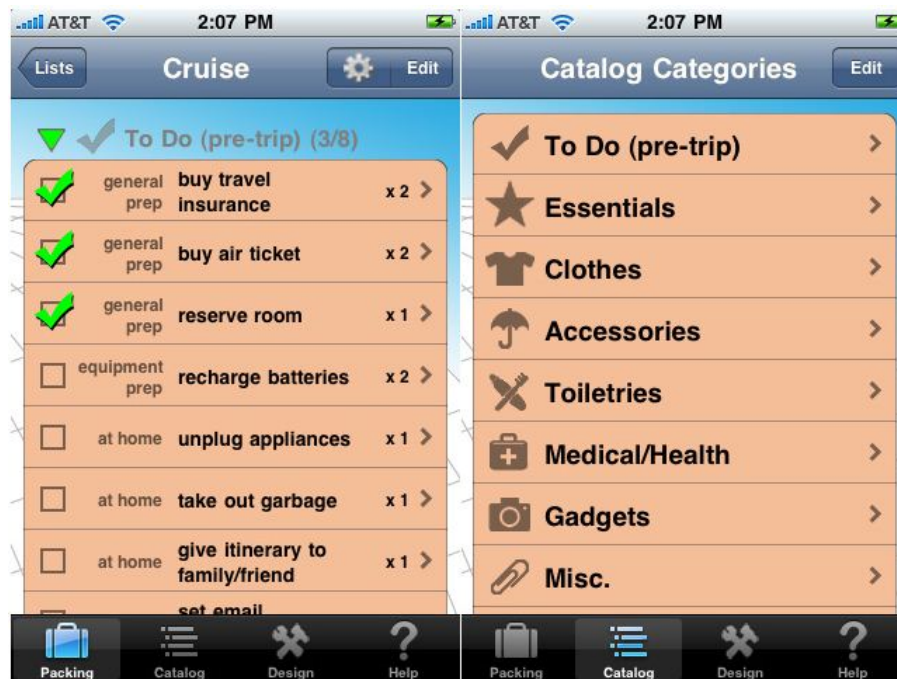 AT&T 2:07 PM
Lists Cruise Edit
To Do (pre-trip) (3/8)
general prep buy travel insurance x 2
general prep buy air ticket x 2
general prep reserve room x 1
equipment prep recharge batteries x 2
at home unplug appliances x 1
at home take out garbage x 1
at home give itinerary to family/friend x 1
set email
Packing Catalog Design Help
AT&T 2:07 PM
Catalog Categories Edit
To Do (pre-trip)
Essentials
Clothes
Accessories
Toiletries
Medical/Health
Gadgets
Misc.
Packing Catalog Design Help